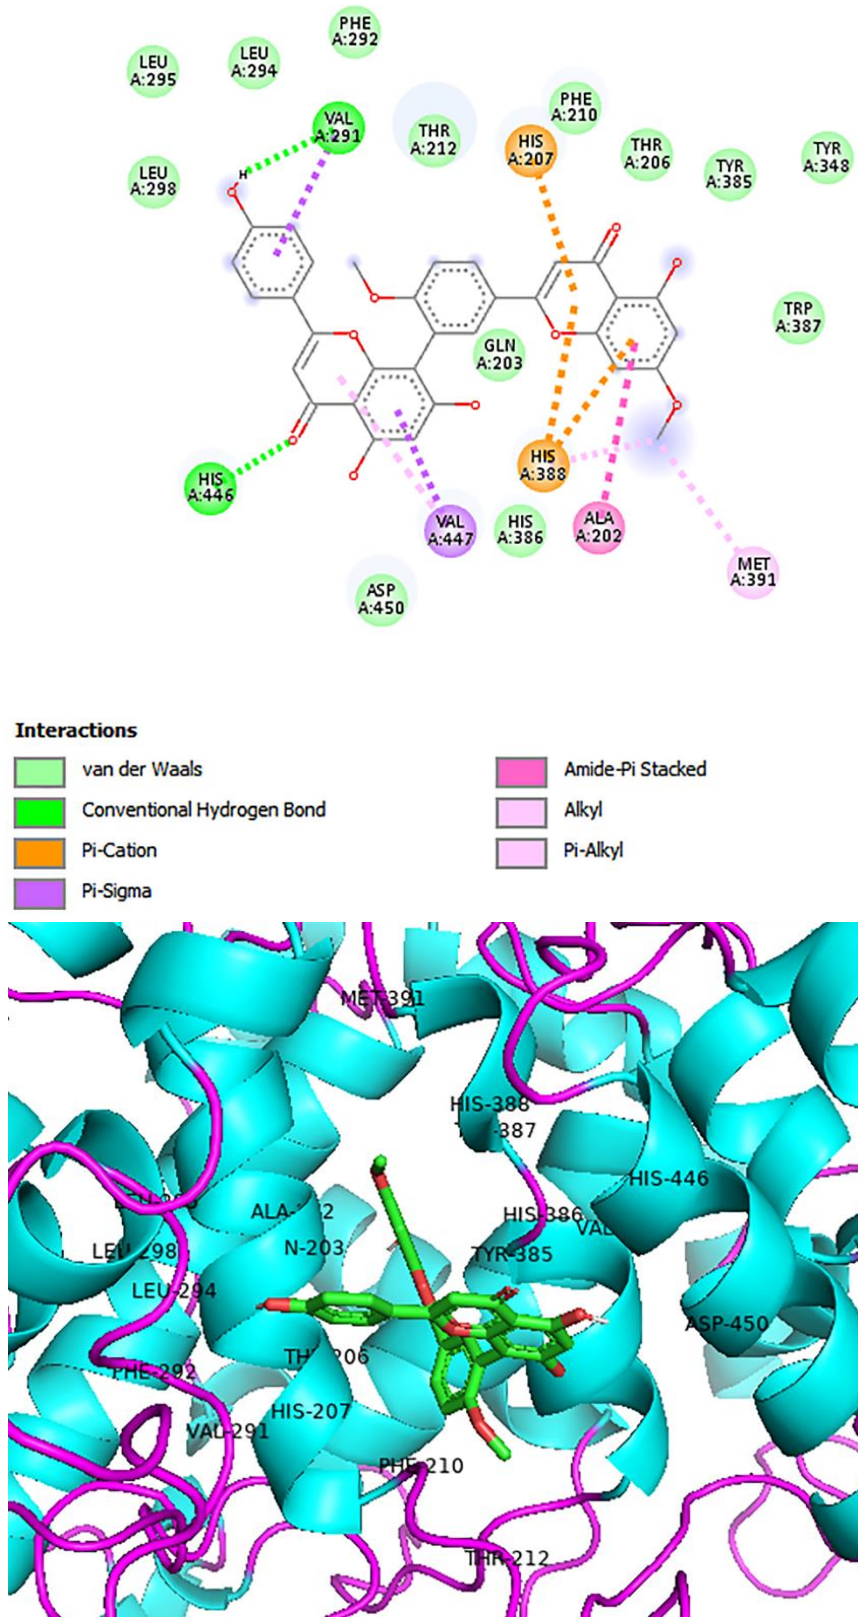 PHE
A:292
LEU
A:294
LEU
A:295
VAL
A:291
THR
A:212
PHE
A:210
HIS
A:207
THR
A:206
TYR
A:385
TYR
A:348
LEU
A:298
H
O
O
O
O
O
TRP
A:387
GLN
A:203
O
O
O
O
O
HIS
A:446
HIS
A:388
VAL
A:447
HIS
A:386
ALA
A:202
MET
A:391
ASP
A:450
Interactions
van der Waals
Conventional Hydrogen Bond
Pi-Cation
Pi-Sigma
Amide-Pi Stacked
Alkyl
Pi-Alkyl
MET-391
HIS-388
387
HIS-446
ALA-
HIS-386
VAL
N-203
LEU-298
TYR-385
LEU-294
ASP-450
206
PHE-292
HIS-207
VAL-291
PHE-210
THR-212